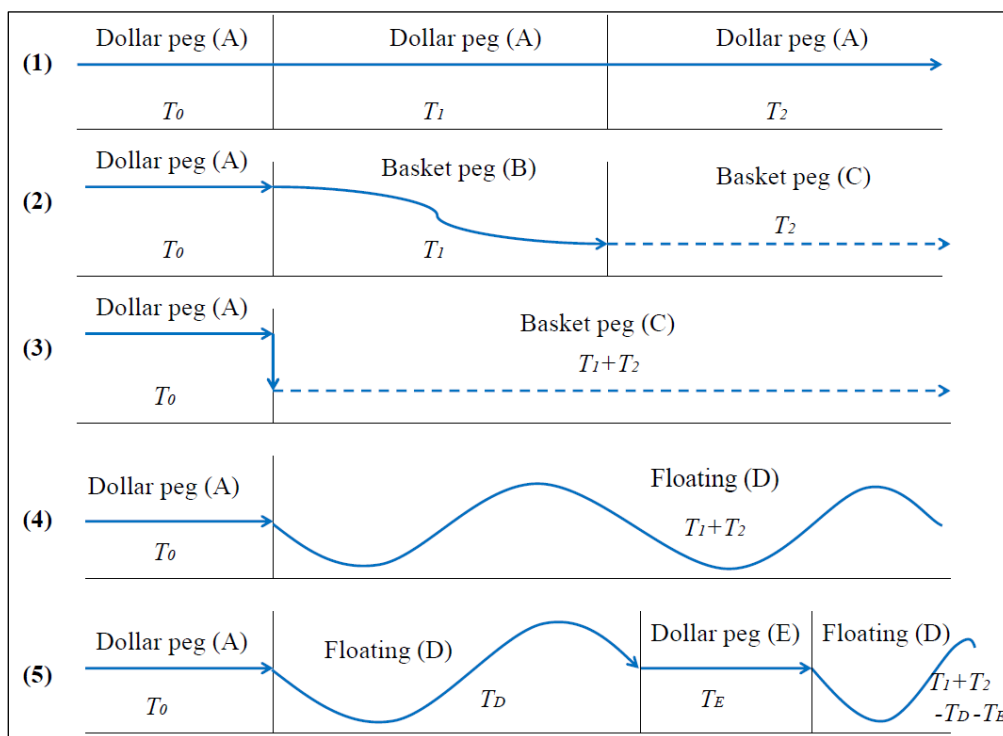 Dollar peg (A) Dollar peg (A) Dollar peg (A)
(1)
T0 T1 T2
Dollar peg (A) Basket peg (B) Basket peg (C)
(2)
T2
T0 T1
Dollar peg (A)
Basket peg (C)
(3)
T1+T2
T0
Floating (D)
Dollar peg (A)
(4)
T1+T2
T0
Dollar peg (A) Floating (D) Dollar peg (E) Floating (D)
(5)
T0 TD TE T1+T2
-TD -TE